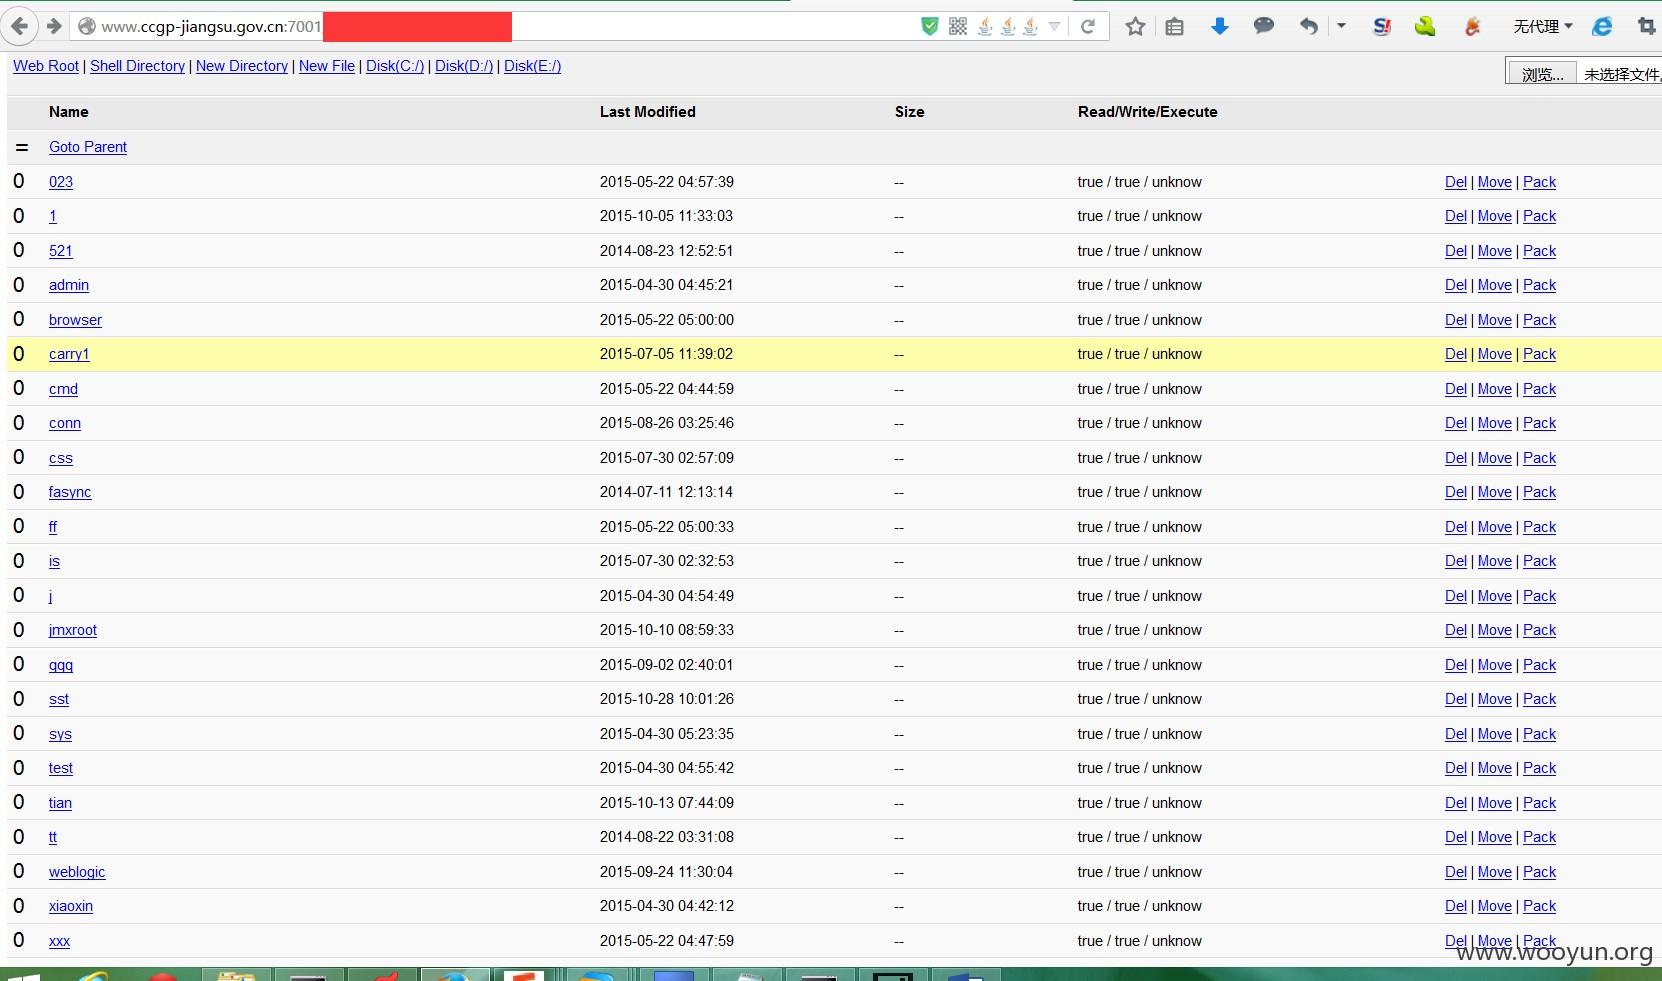 www.ccgp-jiangsu.gov.cn:7001 无代理
Web Root | Shell Directory | New Directory | New File | Disk(C:/) | Disk(D:/) | Disk(E:/) 浏览... 未选择文件。
Name Last Modified Size Read/Write/Execute
= Goto Parent
0 023 2015-05-22 04:57:39 -- true / true / unknow Del | Move | Pack
0 1 2015-10-05 11:33:03 -- true / true / unknow Del | Move | Pack
0 521 2014-08-23 12:52:51 -- true / true / unknow Del | Move | Pack
0 admin 2015-04-30 04:45:21 -- true / true / unknow Del | Move | Pack
0 browser 2015-05-22 05:00:00 -- true / true / unknow Del | Move | Pack
0 carry1 2015-07-05 11:39:02 -- true / true / unknow Del | Move | Pack
0 cmd 2015-05-22 04:44:59 -- true / true / unknow Del | Move | Pack
0 conn 2015-08-26 03:25:46 -- true / true / unknow Del | Move | Pack
0 css 2015-07-30 02:57:09 -- true / true / unknow Del | Move | Pack
0 fasync 2014-07-11 12:13:14 -- true / true / unknow Del | Move | Pack
0 ff 2015-05-22 05:00:33 -- true / true / unknow Del | Move | Pack
0 is 2015-07-30 02:32:53 -- true / true / unknow Del | Move | Pack
0 j 2015-04-30 04:54:49 -- true / true / unknow Del | Move | Pack
0 jmxroot 2015-10-10 08:59:33 -- true / true / unknow Del | Move | Pack
0 qqq 2015-09-02 02:40:01 -- true / true / unknow Del | Move | Pack
0 sst 2015-10-28 10:01:26 -- true / true / unknow Del | Move | Pack
0 sys 2015-04-30 05:23:35 -- true / true / unknow Del | Move | Pack
0 test 2015-04-30 04:55:42 -- true / true / unknow Del | Move | Pack
0 tian 2015-10-13 07:44:09 -- true / true / unknow Del | Move | Pack
0 tt 2014-08-22 03:31:08 -- true / true / unknow Del | Move | Pack
0 weblogic 2015-09-24 11:30:04 -- true / true / unknow Del | Move | Pack
0 xiaoxin 2015-04-30 04:42:12 -- true / true / unknow Del | Move | Pack
0 xxx 2015-05-22 04:47:59 -- true / true / unknow Del | Move | Pack
www.wooyun.org